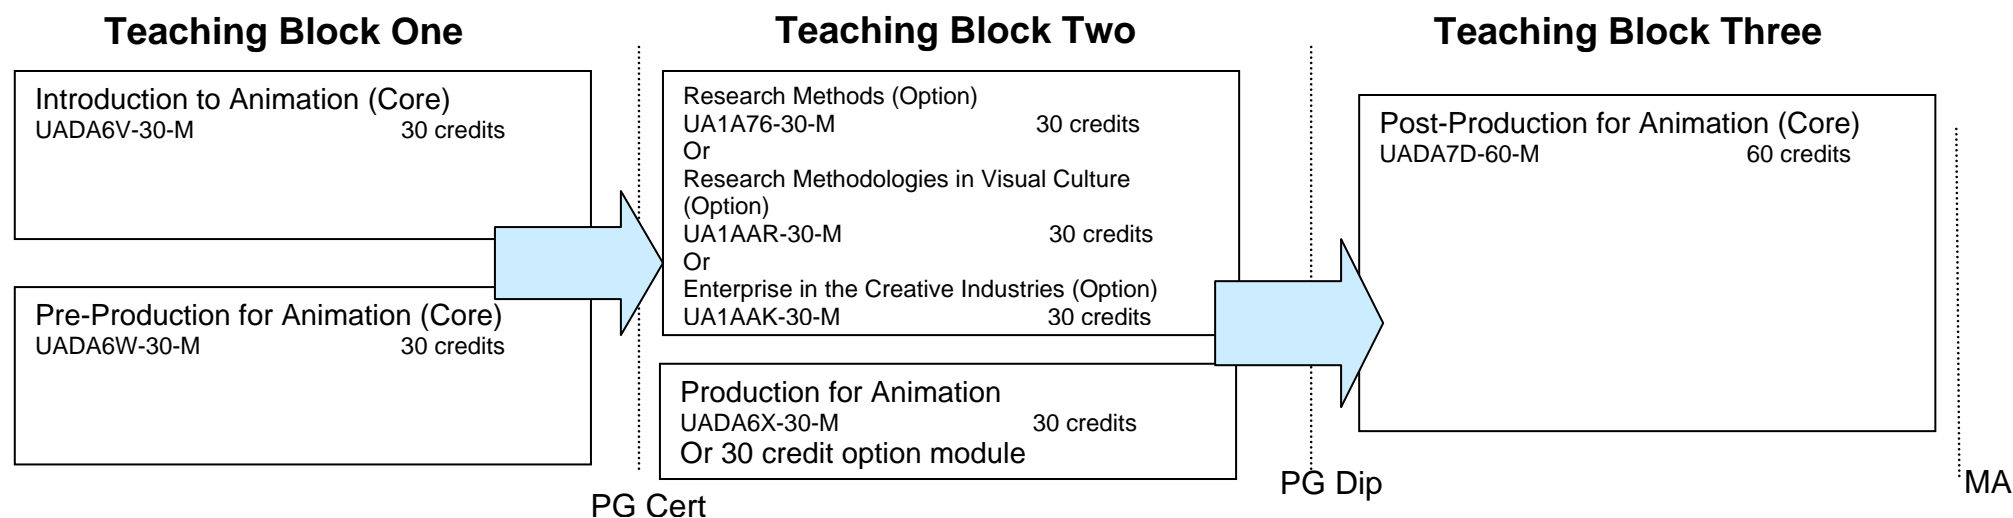 Teaching Block One
Introduction to Animation (Core)
UADA6V-30-M 30 credits
Pre-Production for Animation (Core)
UADA6W-30-M 30 credits
PG Cert
Teaching Block Two
Research Methods (Option)
UA1A76-30-M 30 credits
Or
Research Methodologies in Visual Culture
(Option)
UA1AAR-30-M 30 credits
Or
Enterprise in the Creative Industries (Option)
UA1AAK-30-M 30 credits
Production for Animation
UADA6X-30-M 30 credits
Or 30 credit option module
PG Dip
Teaching Block Three
Post-Production for Animation (Core)
UADA7D-60-M 60 credits
MA